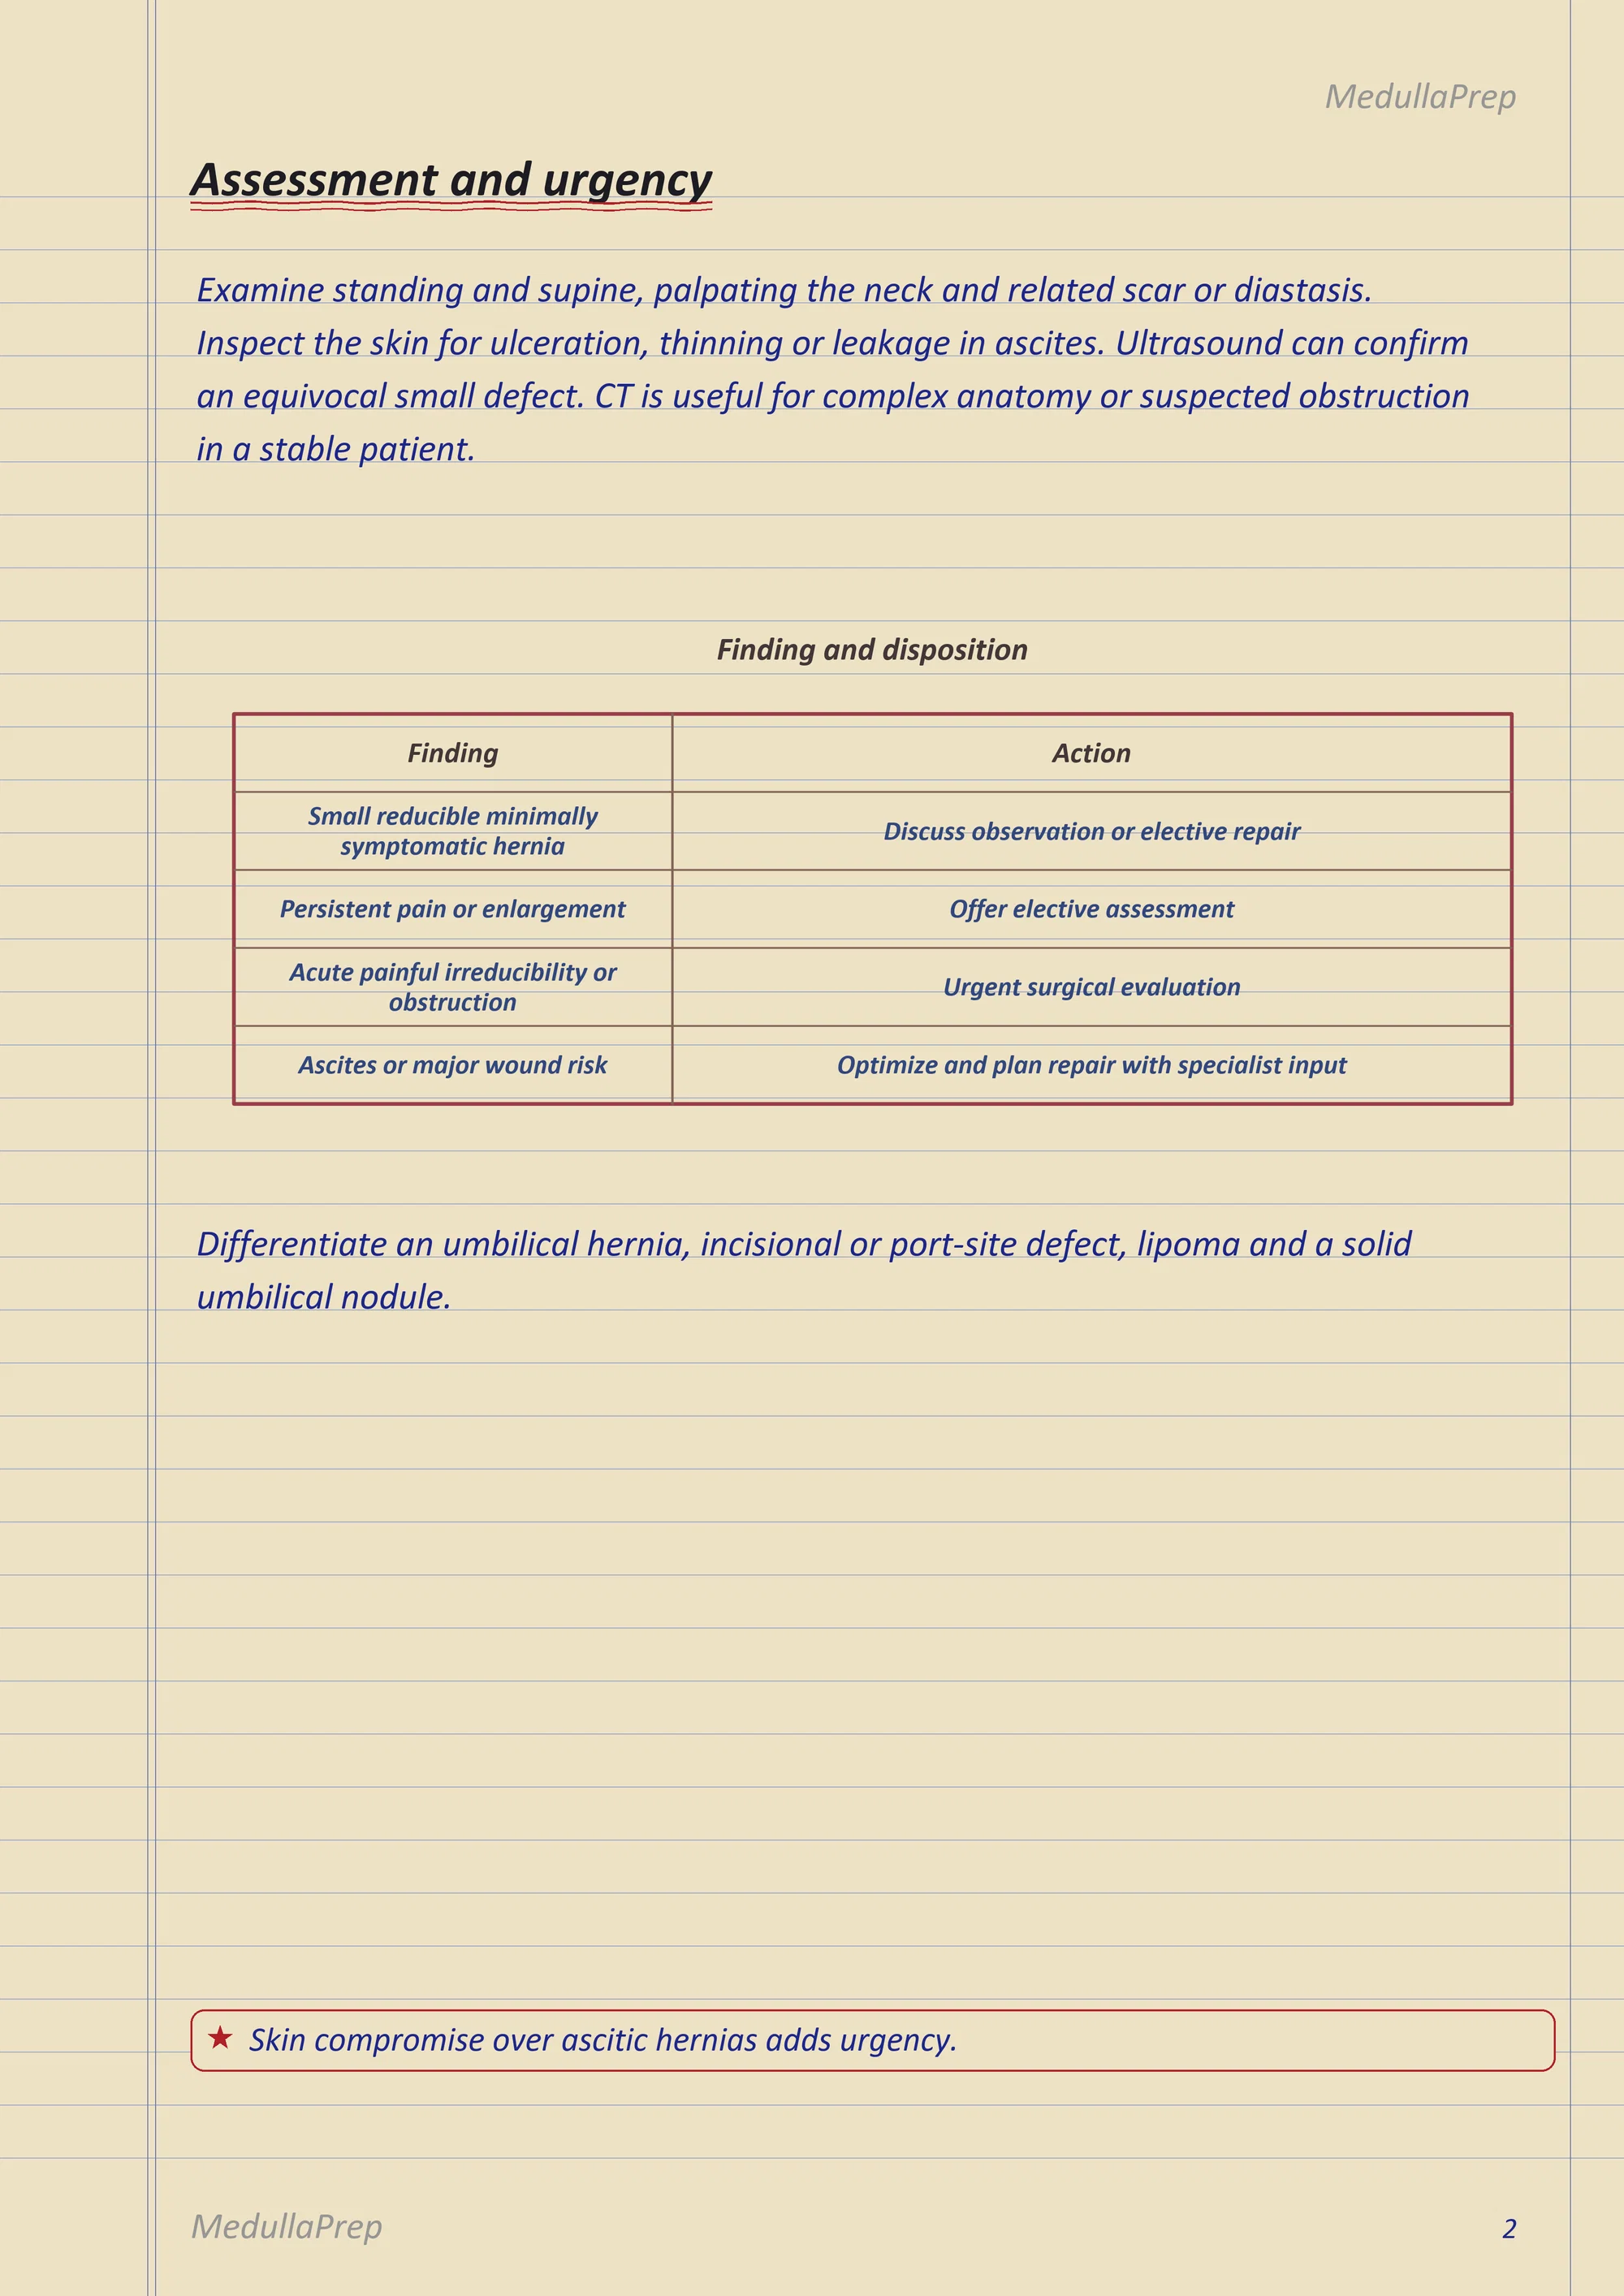 MedullaPrep
Assessment and urgency
Examine standing and supine, palpating the neck and related scar or diastasis.
Inspect the skin for ulceration, thinning or leakage in ascites. Ultrasound can confirm
an equivocal small defect. CT is useful for complex anatomy or suspected obstruction
in a stable patient.
Finding and disposition
Finding
Action
Small reducible minimally
symptomatic hernia
Discuss observation or elective repair
Persistent pain or enlargement
Offer elective assessment
Acute painful irreducibility or
obstruction
Urgent surgical evaluation
Ascites or major wound risk
Optimize and plan repair with specialist input
Differentiate an umbilical hernia, incisional or port-site defect, lipoma and a solid
umbilical nodule.
★ Skin compromise over ascitic hernias adds urgency.
MedullaPrep
2